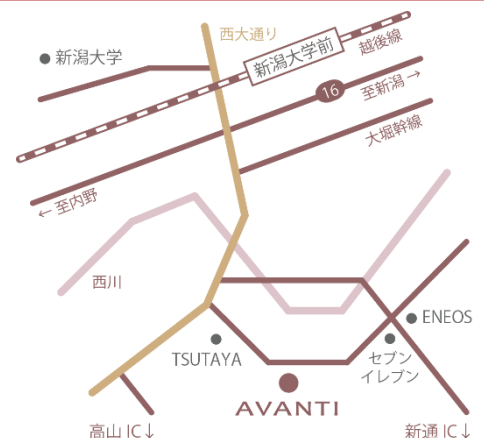 西大通り
新潟大学
新潟大学前
越後線
16
至新潟 →
大堀幹線
← 至内野
西川
ENEOS
TSUTAYA
セブン
イレブン
AVANTI
高山 IC↓
新通 IC↓